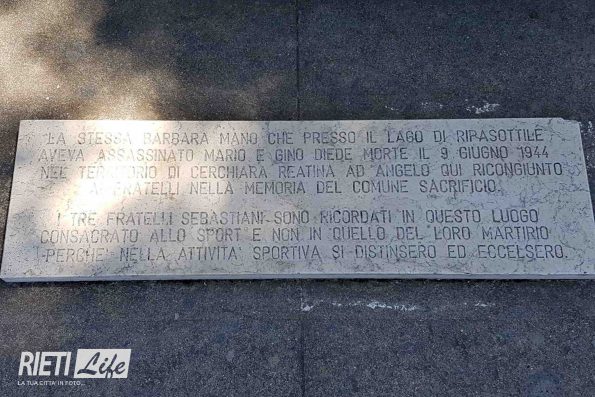 LA STESSA BARBARA MANO CHE PRESSO IL LAGO DI RIPASOTTILE
AVEVA ASSASSINATO MARIO E GINO DIEDE MORTE IL 9 GIUGNO 1944
NEL TERRITORIO DI CERCHIARA REATINA AD ANGELO QUI RICONGIUNTO
AI FRATELLI NELLA MEMORIA DEL COMUNE SACRIFICIO.
I TRE FRATELLI SEBASTIANI SONO RICORDATI IN QUESTO LUOGO
CONSACRATO ALLO SPORT E NON IN QUELLO DEL LORO MARTIRIO
PERCHE' NELLA ATTIVITA' SPORTIVA SI DISTINSERO ED ECCELSERO.
RIETI Life
LA TUA CITTA' IN FOTO...